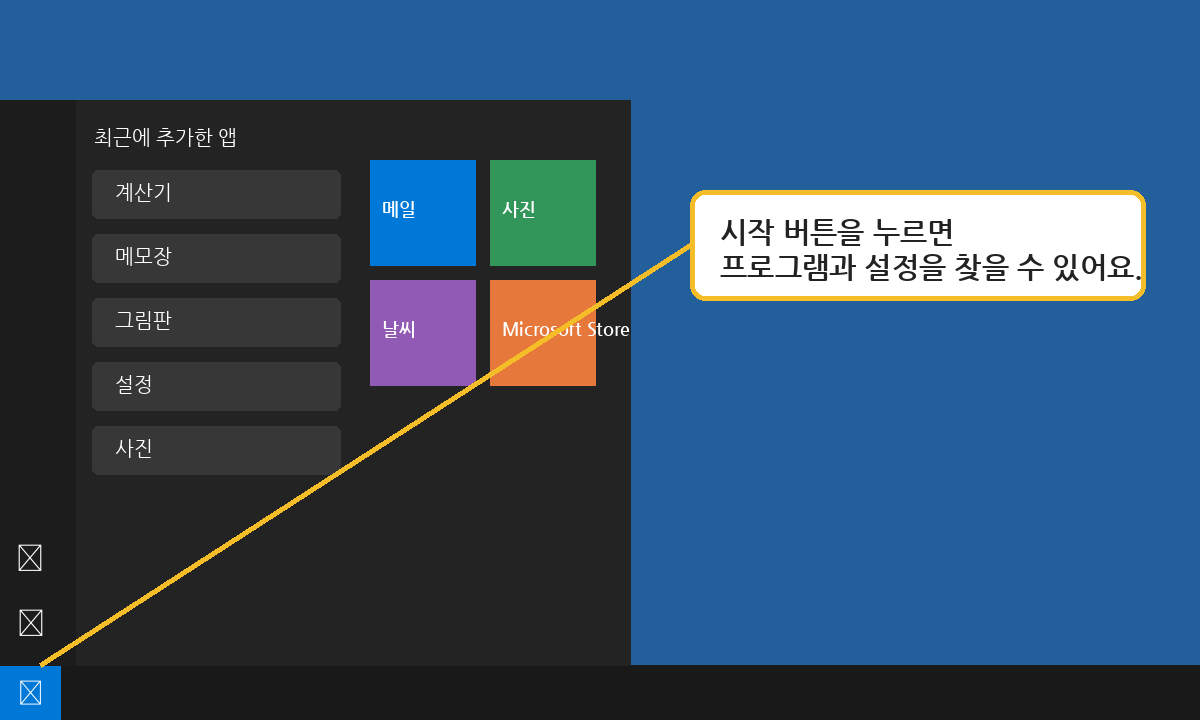 최근에 추가한 앱
계산기
메모장
그림판
설정
사진
메일
사진
날씨
Microsoft Store
시작 버튼을 누르면
프로그램과 설정을 찾을 수 있어요.